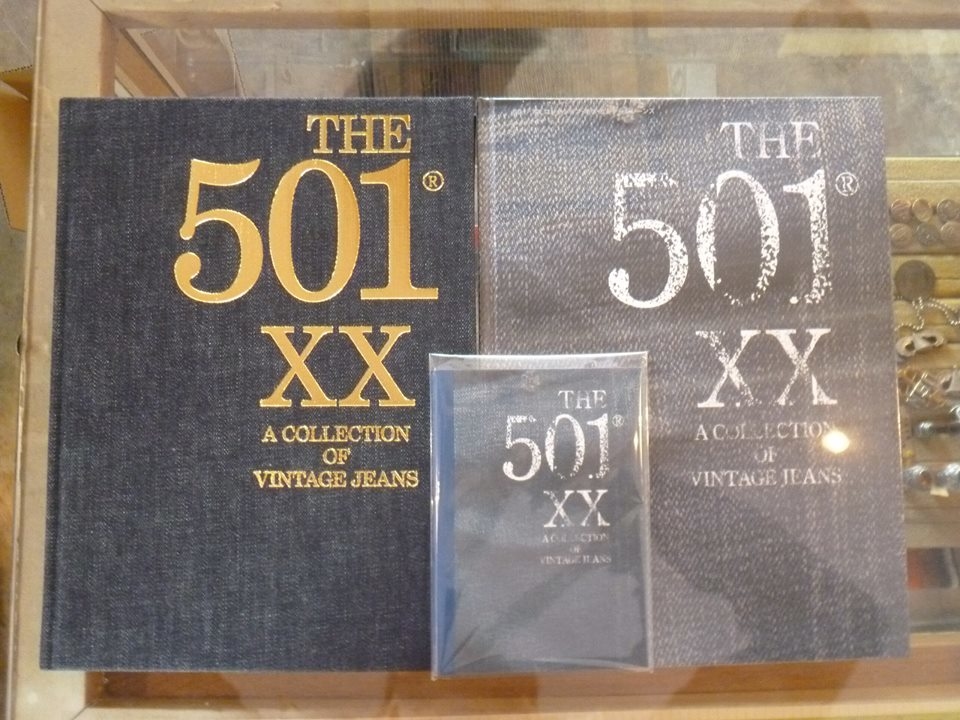 THE
501®
XX
A COLLECTION
OF
VINTAGE JEANS
THE
501®
XX
A COLLECTION
OF
VINTAGE JEANS
THE
501®
XX
A COLLECTION
OF
VINTAGE JEANS